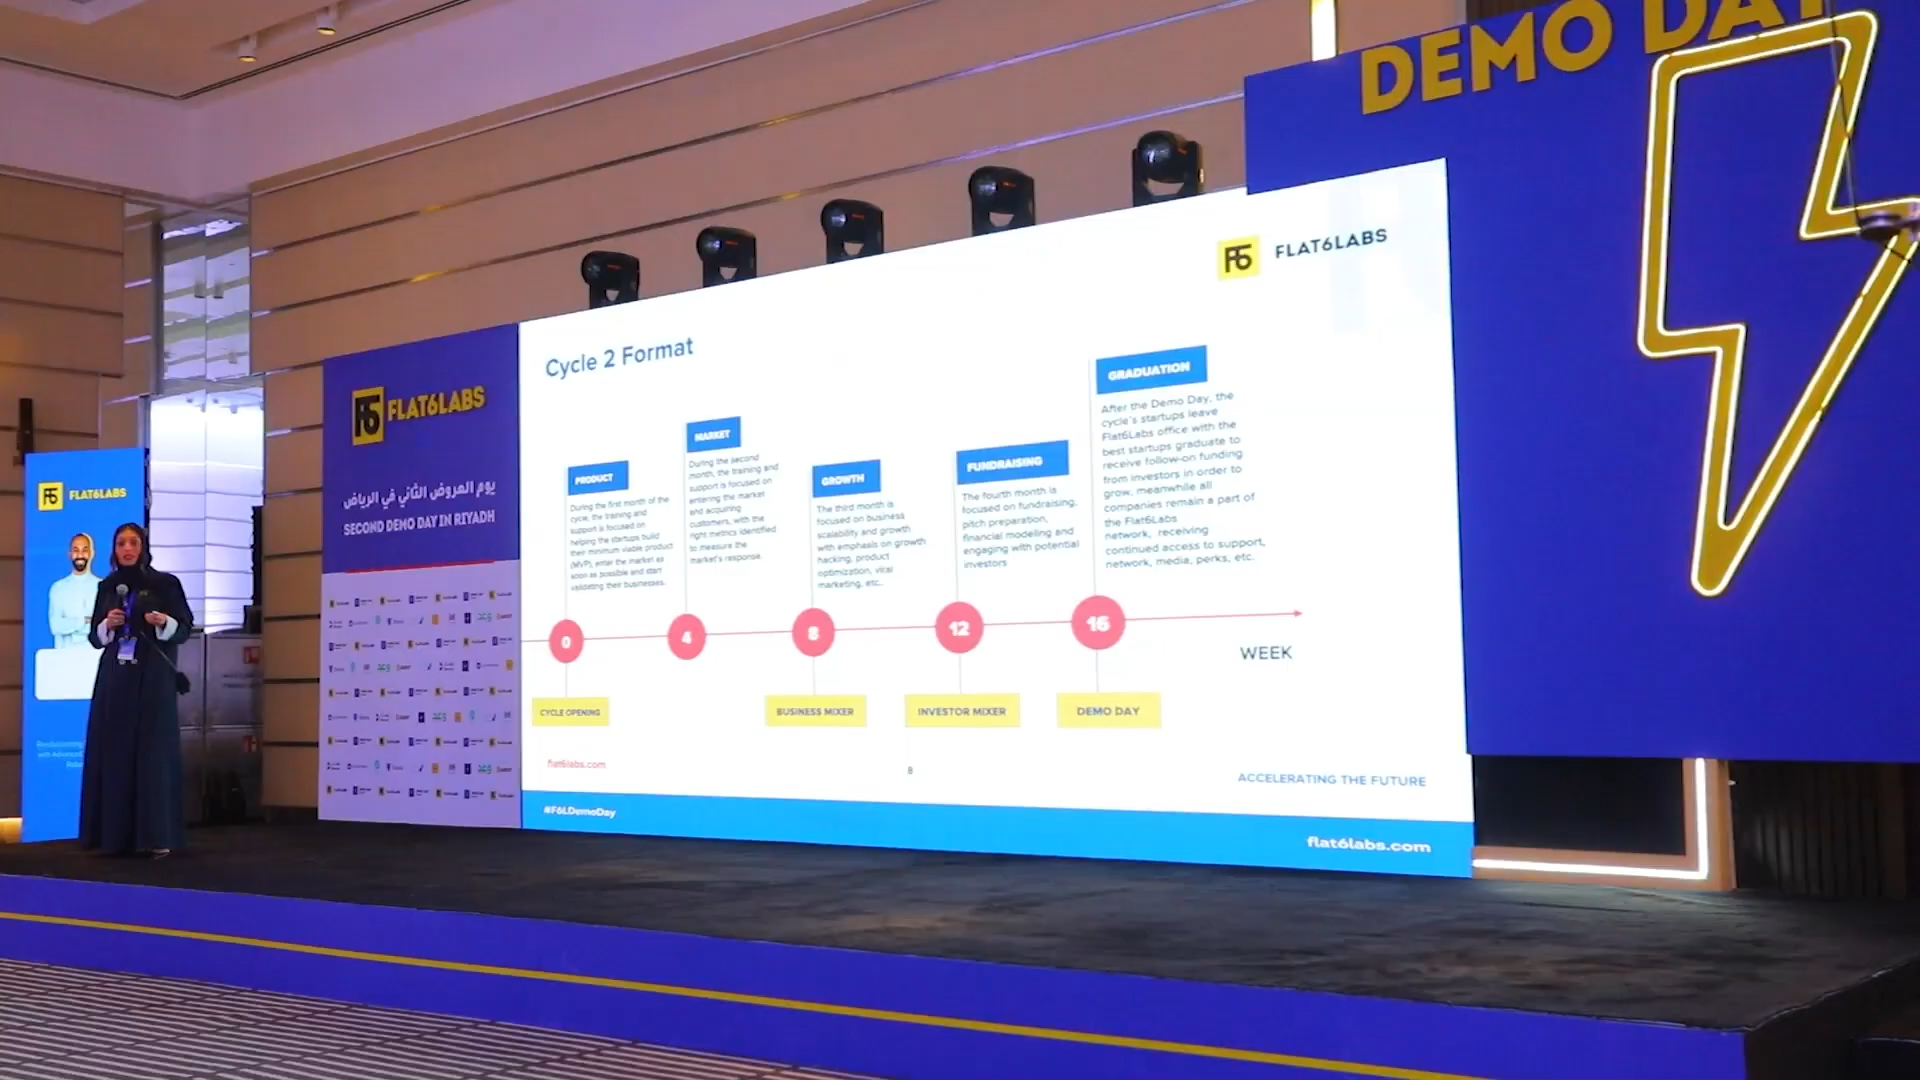 DEMO DAY
FLAT6LABS
FLAT6LABS
يوم العروض الثاني في الرياض
SECOND DEMO DAY IN RIYADH
FLAT6LABS
Cycle 2 Format
PRODUCT
During the first month of the
cycle, the training and
support is focused on
helping the startups build
their minimum viable product
(MVP), enter the market as
soon as possible and start
validating their businesses.
MARKET
During the second
month, the training and
support is focused on
entering the market
and acquiring
customers, with the
right metrics identified
to measure the
market's response.
GROWTH
The third month is
focused on business
scalability and growth
with emphasis on growth
hacking, product
optimization, viral
marketing, etc..
FUNDRAISING
The fourth month is
focused on fundraising,
pitch preparation,
financial modeling and
engaging with potential
investors
GRADUATION
After the Demo Day, the
cycle's startups leave
Flat6Labs office with the
best startups graduate to
receive follow-on funding
from investors in order to
grow, meanwhile all
companies remain a part of
the Flat6Labs
network, receiving
continued access to support,
network, media, perks, etc.
0
4
8
12
16
WEEK
CYCLE OPENING
BUSINESS MIXER
INVESTOR MIXER
DEMO DAY
flat6labs.com
8
ACCELERATING THE FUTURE
#F6LDemoDay
flat6labs.com